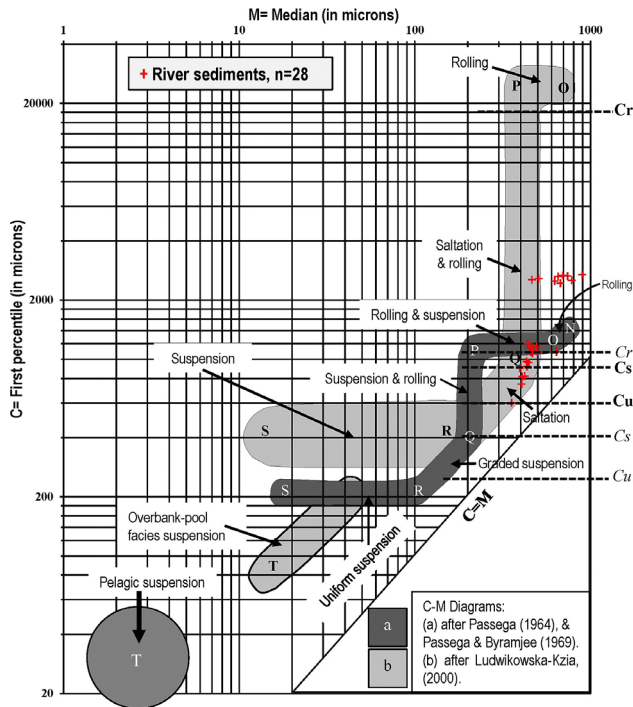 M= Median (in microns)
1 10 100 1000
+ River sediments, n=28
Rolling
P O
20000
Cr
Saltation
& rolling
2000
Rolling
Rolling & suspension
N
O
P
Cr
Q
Cs
Suspension
Suspension & rolling
Cu
Saltation
S
R
Q
Cs
Graded suspension
Cu
S
R
200
C=M
Overbank-pool
facies suspension
T
Uniform suspension
Pelagic suspension
T
C= First percentile (in microns)
C-M Diagrams:
(a) after Passega (1964), &
Passega & Byramjee (1969).
(b) after Ludwikowska-Kzia,
(2000).
a
b
20